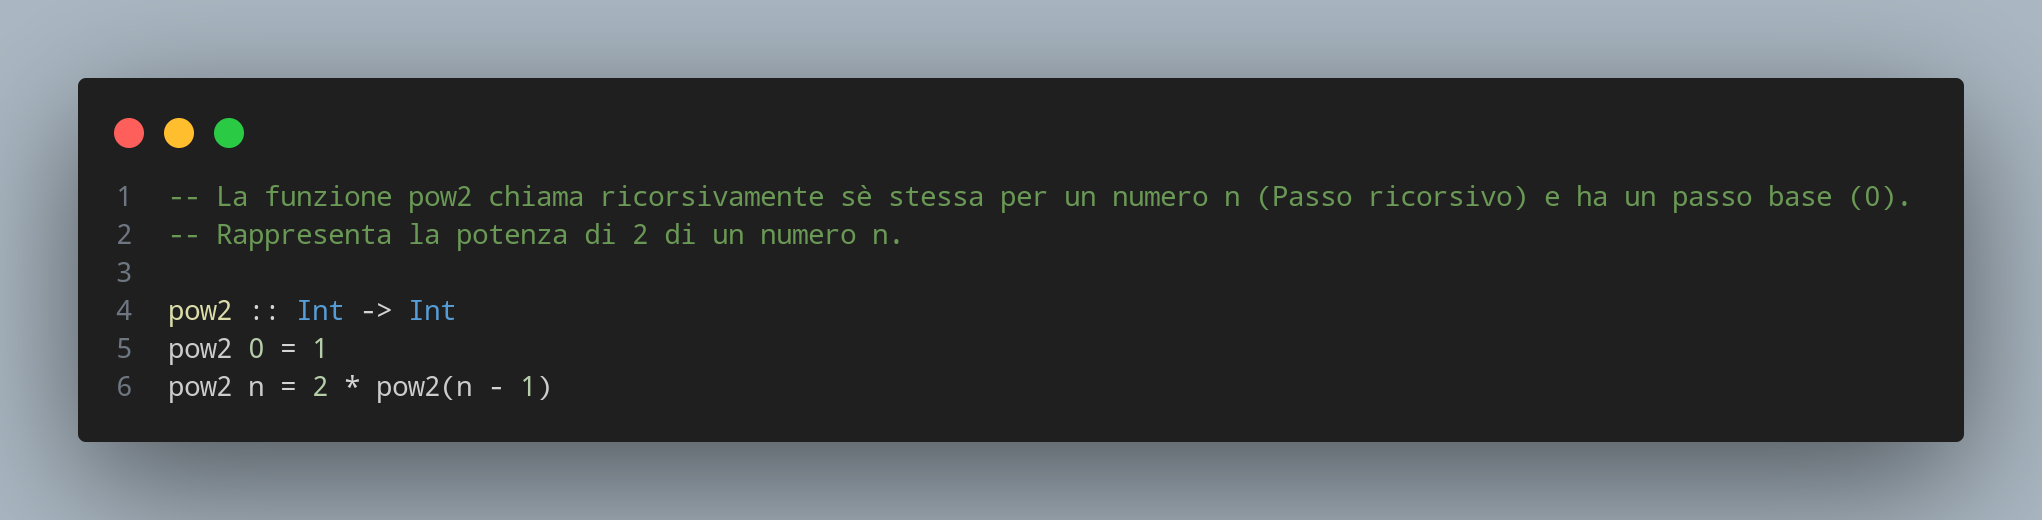 1 -- La funzione pow2 chiama ricorsivamente sè stessa per un numero n (Passo ricorsivo) e ha un passo base (0).
2 -- Rappresenta la potenza di 2 di un numero n.
3
4 pow2 :: Int -> Int
5 pow2 0 = 1
6 pow2 n = 2 * pow2(n - 1)